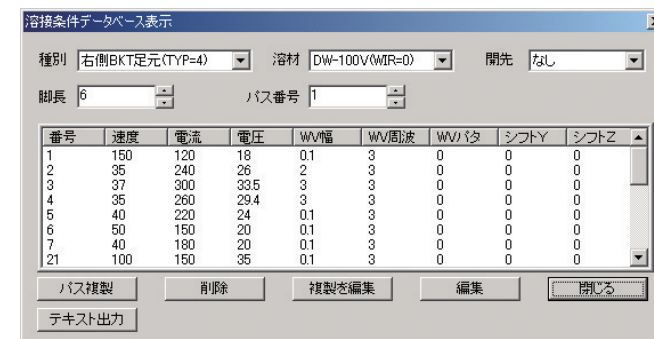 溶接条件データベース表示
種別 右側BKT足元(TYP=4) 溶材 DW-100V(WIR=0) 開先 なし
脚長 6 パス番号 1
番号 速度 電流 電圧 WV幅 WV周波 WVパタ シフトY シフトZ
1 150 120 18 0.1 3 0 0 0
2 35 240 26 2 3 0 0 0
3 37 300 33.5 3 3 0 0 0
4 35 260 29.4 3 3 0 0 0
5 40 220 24 0.1 3 0 0 0
6 50 150 20 0.1 3 0 0 0
7 40 180 20 0.1 3 0 0 0
21 100 150 35 0.1 3 0 0 0
パス複製 削除 複製を編集 編集 閉じる
テキスト出力